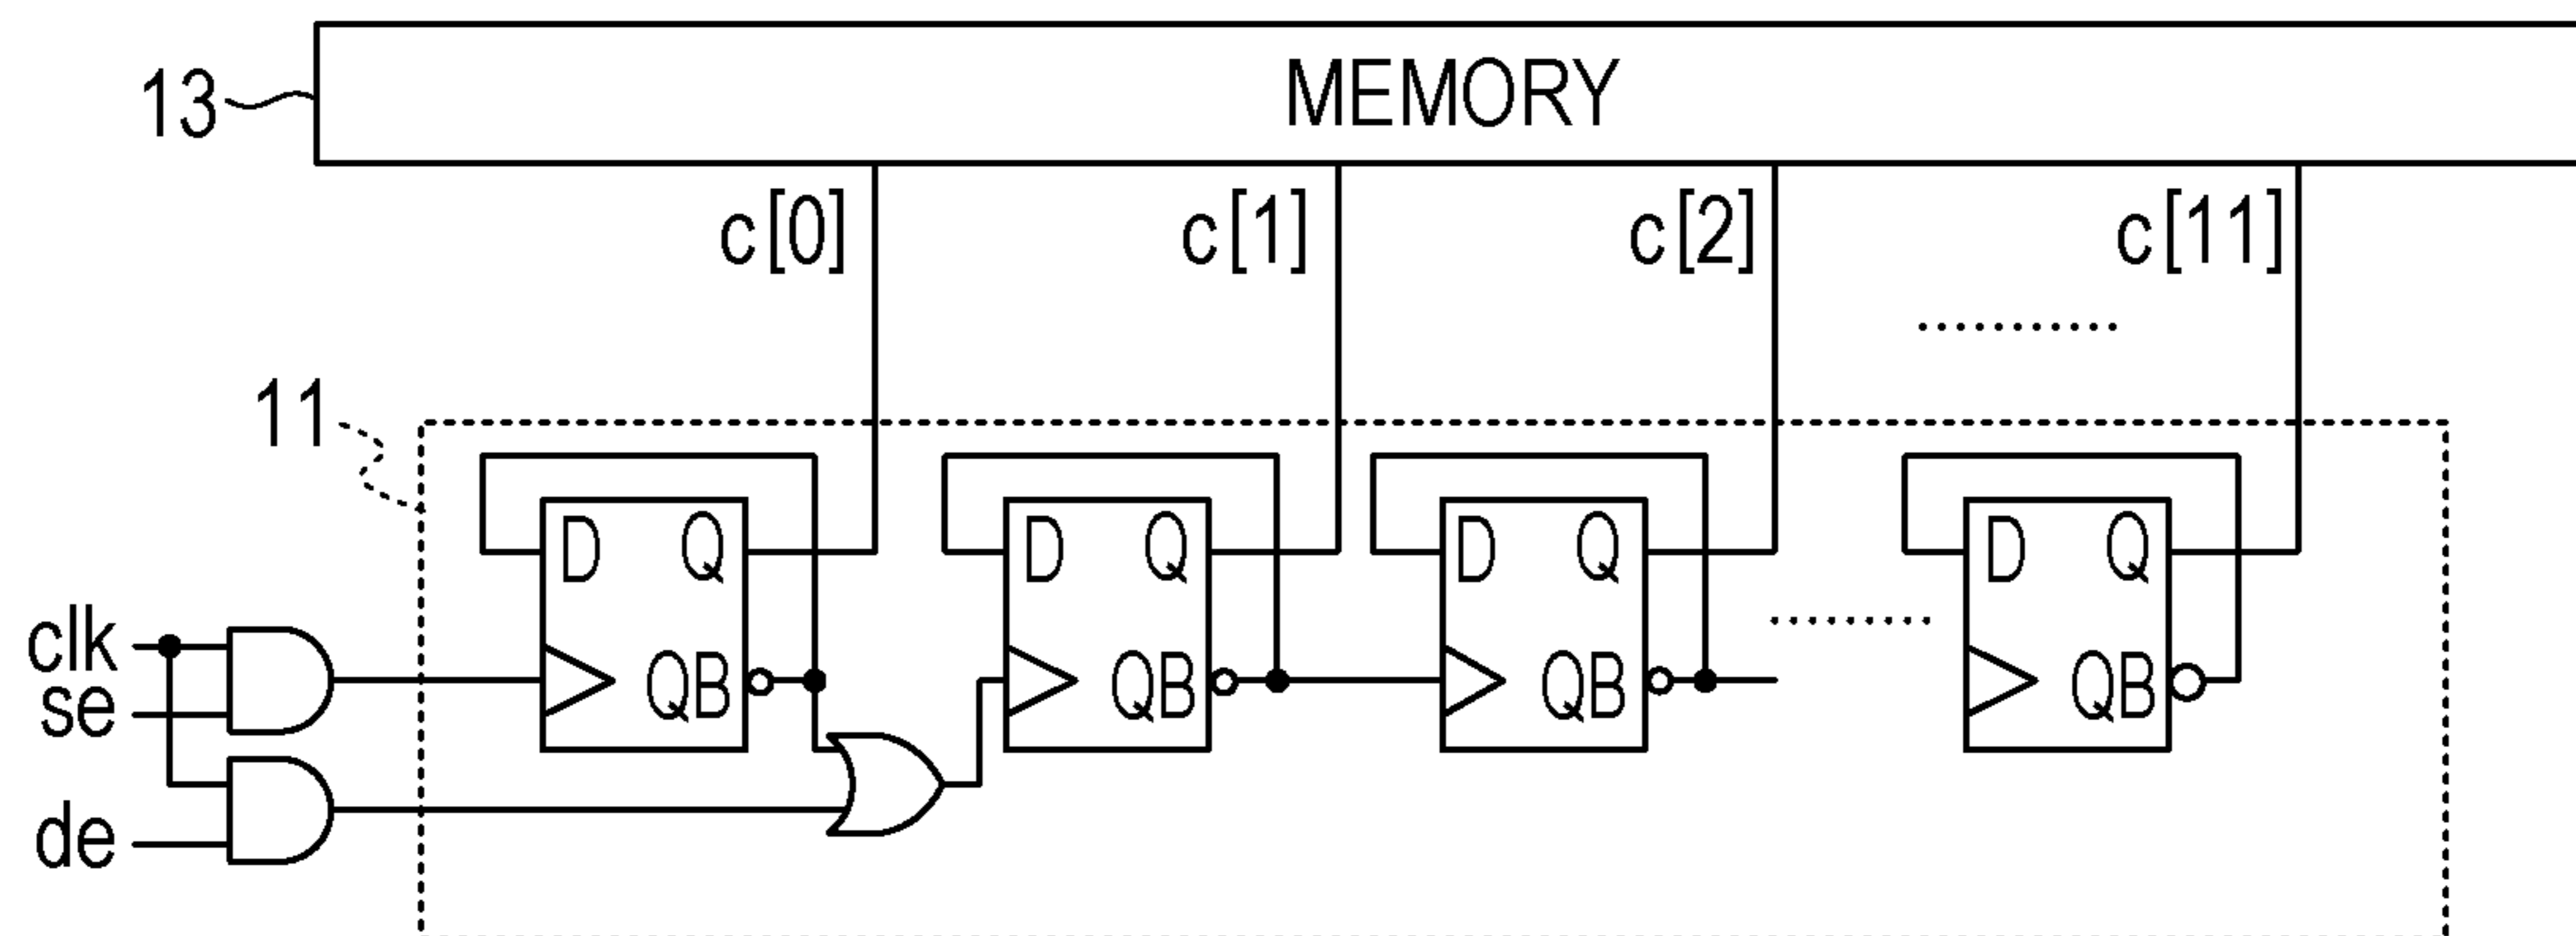 13
MEMORY
c[0]
c[1]
c[2]
c[11]
11
D Q
QB
D Q
QB
D Q
QB
D Q
QB
clk
se
de